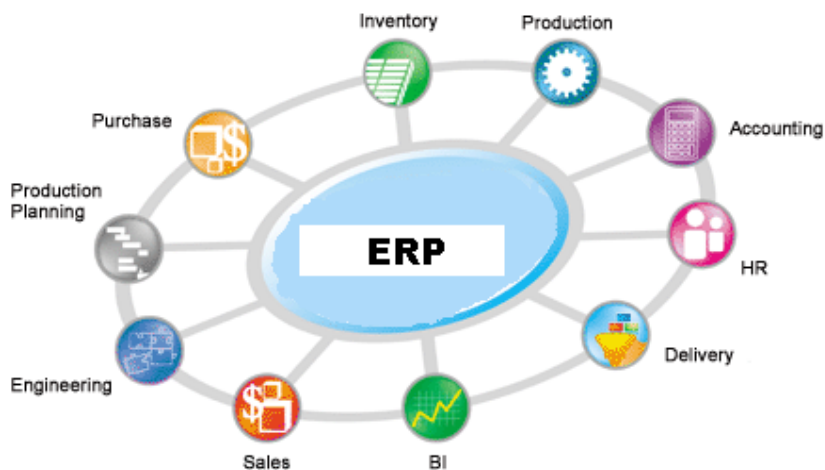 Inventory
Production
Purchase
Accounting
Production
Planning
ERP
HR
Delivery
Engineering
Sales
BI